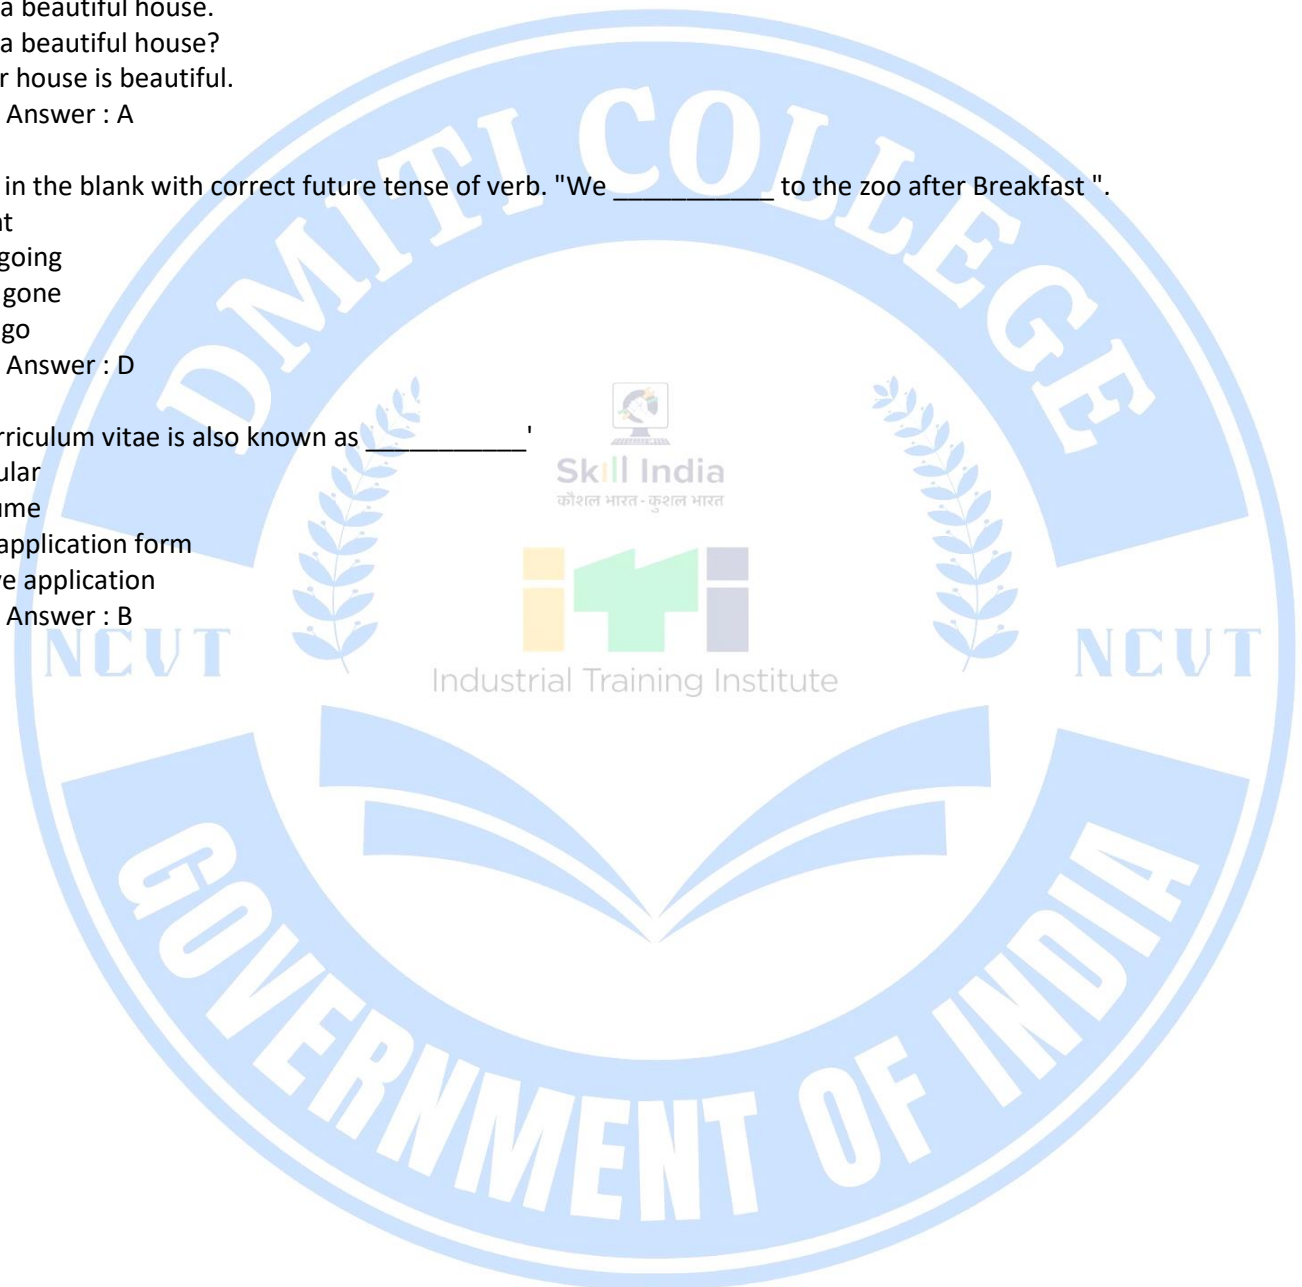 a beautiful house.
a beautiful house?
r house is beautiful.
Answer : A
in the blank with correct future tense of verb. "We ___________ to the zoo after Breakfast ".
nt
going
gone
go
Answer : D
rriculum vitae is also known as ___________'
ular
ume
application form
ve application
Answer : B
DMITI COLLEGE
Skill India
कौशल भारत - कुशल भारत
iTi
Industrial Training Institute
NCVT
NCVT
GOVERNMENT OF INDIA